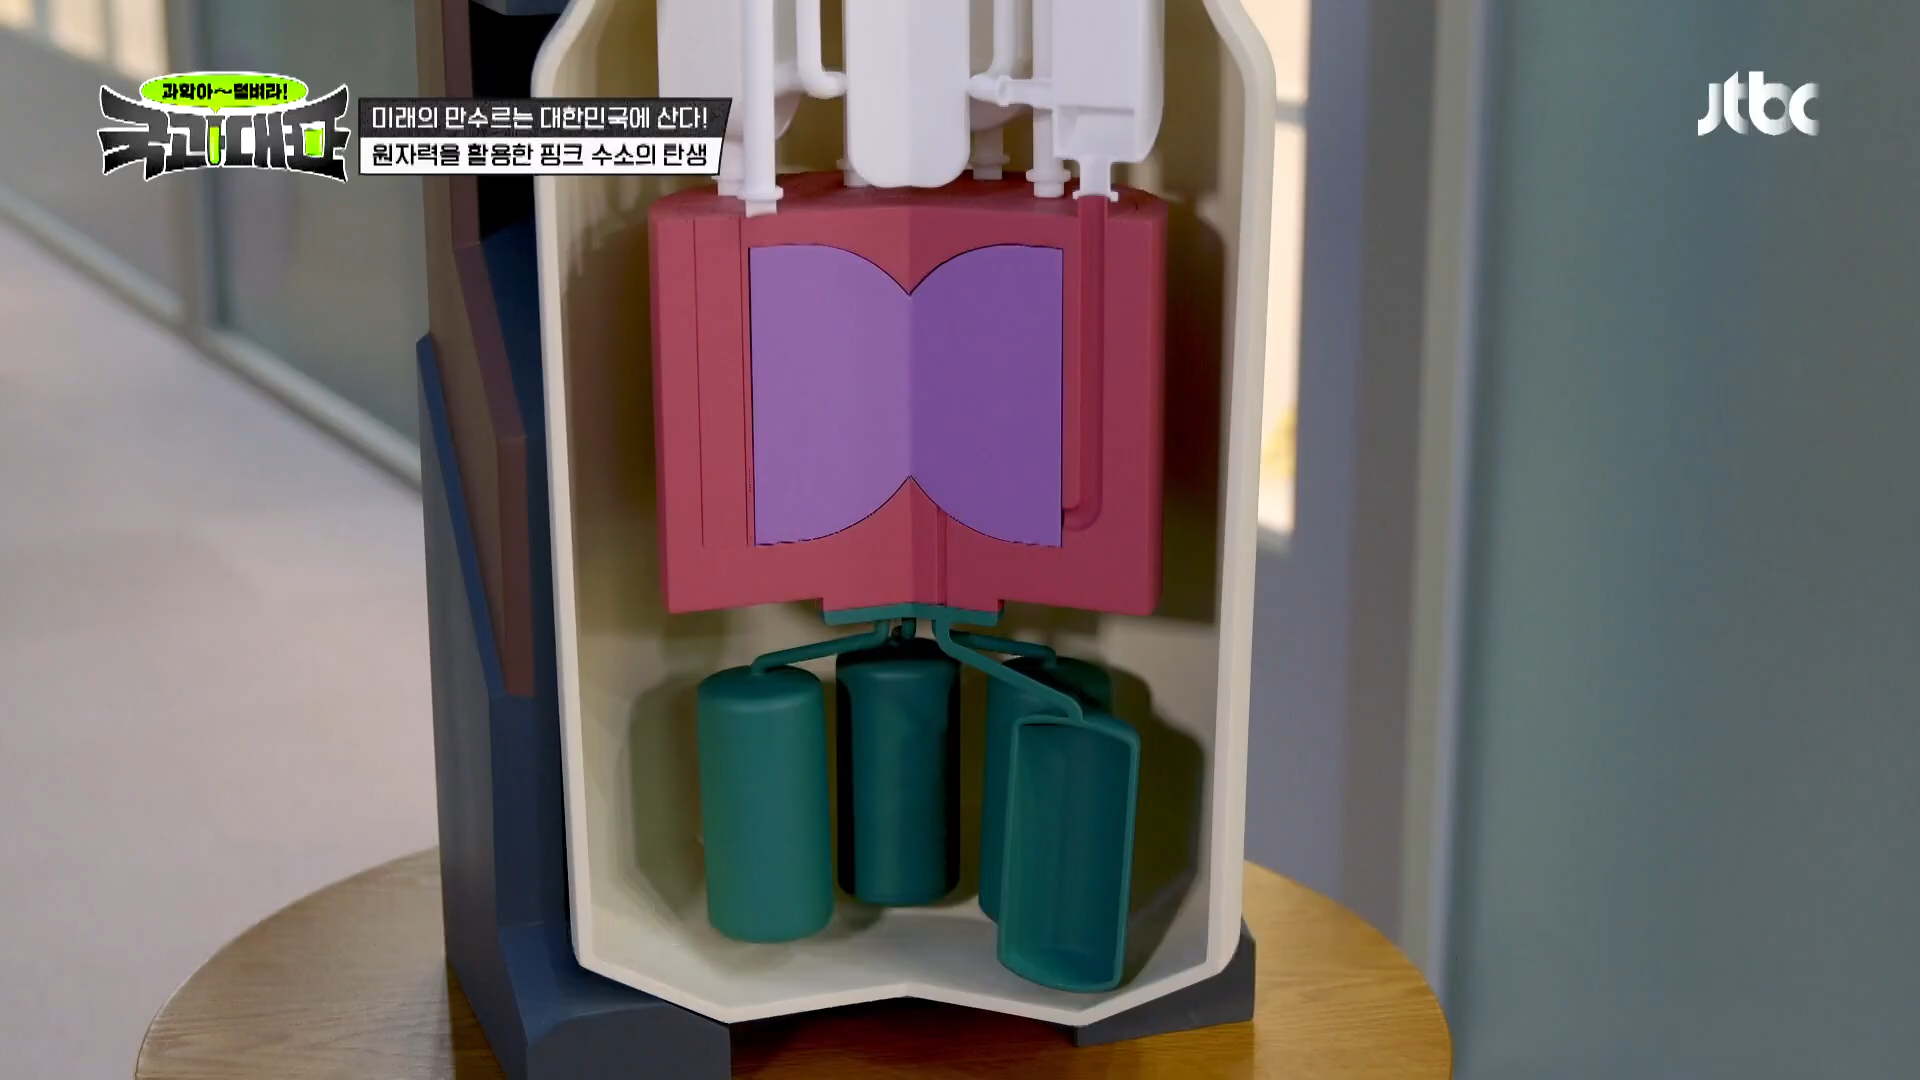 과학아~덤벼라!
국과대표
미래의 만수르는 대한민국에 산다!
원자력을 활용한 핑크 수소의 탄생
jtbc